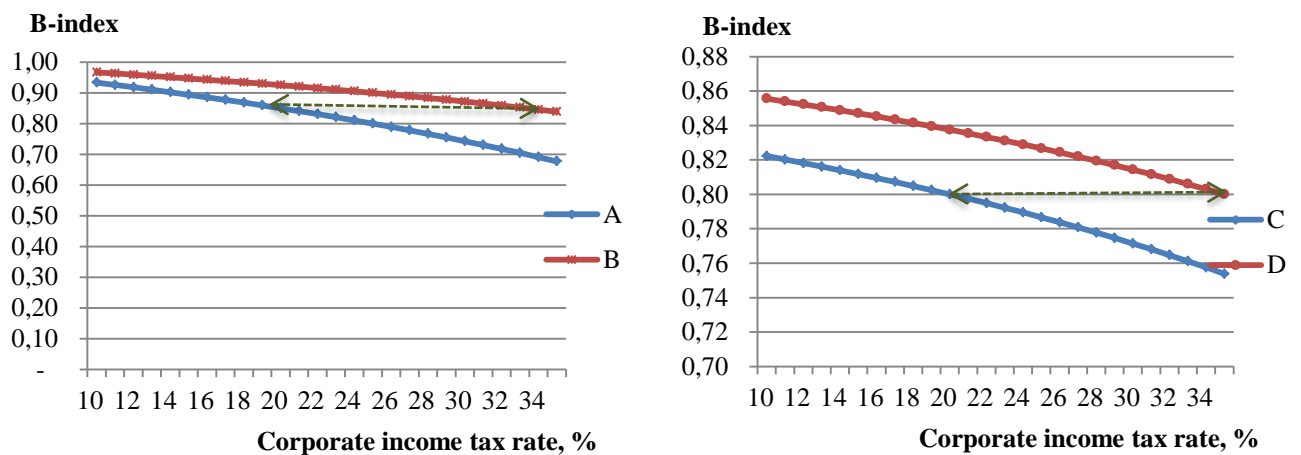 B-index
1,00
0,90
0,80
0,70
0,60
0,50
0,40
0,30
0,20
0,10
-
10 12 14 16 18 20 22 24 26 28 30 32 34
Corporate income tax rate, %
A
B
B-index
0,88
0,86
0,84
0,82
0,80
0,78
0,76
0,74
0,72
0,70
10 12 14 16 18 20 22 24 26 28 30 32 34
Corporate income tax rate, %
C
D